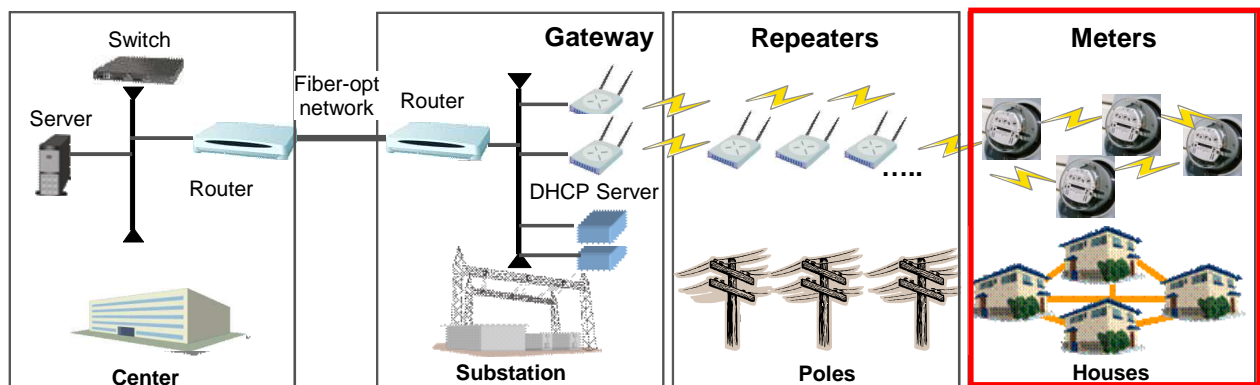 Switch
Server
Router
Center
Fiber-opt
network
Gateway
Router
DHCP Server
Substation
Repeaters
.....
Poles
Meters
Houses